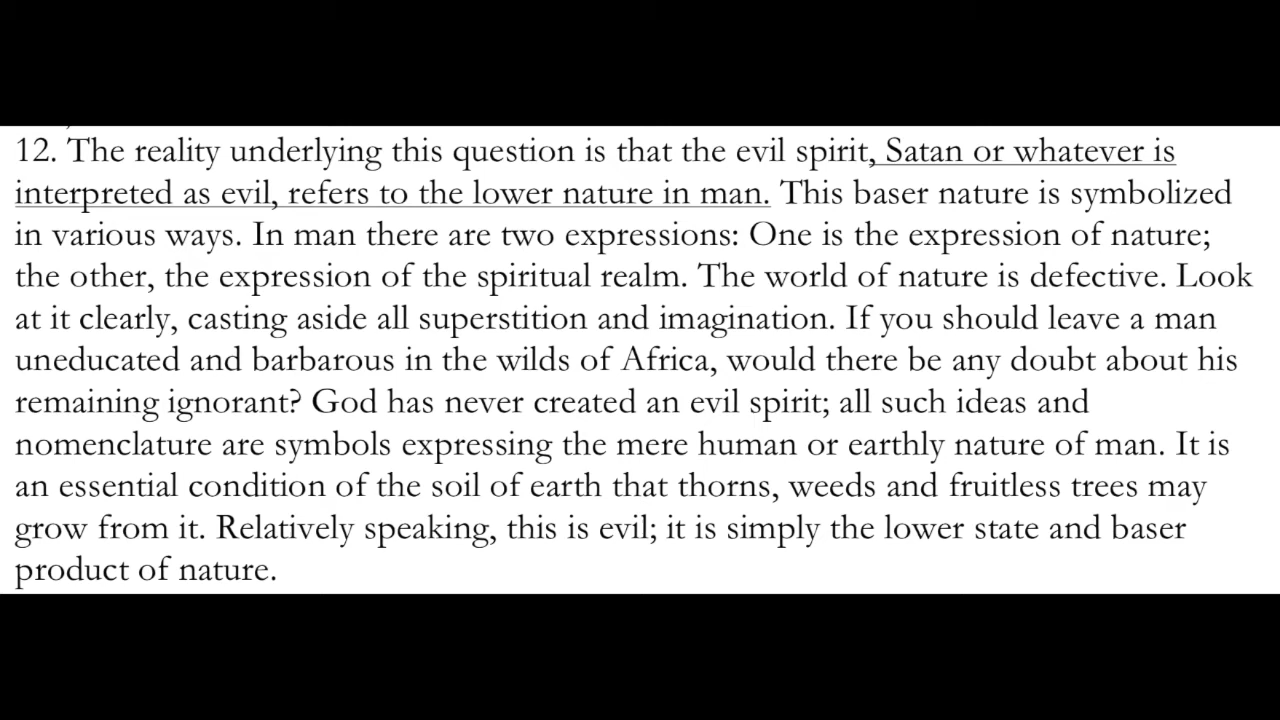 12. The reality underlying this question is that the evil spirit, Satan or whatever is
interpreted as evil, refers to the lower nature in man. This baser nature is symbolized
in various ways. In man there are two expressions: One is the expression of nature;
the other, the expression of the spiritual realm. The world of nature is defective. Look
at it clearly, casting aside all superstition and imagination. If you should leave a man
uneducated and barbarous in the wilds of Africa, would there be any doubt about his
remaining ignorant? God has never created an evil spirit; all such ideas and
nomenclature are symbols expressing the mere human or earthly nature of man. It is
an essential condition of the soil of earth that thorns, weeds and fruitless trees may
grow from it. Relatively speaking, this is evil; it is simply the lower state and baser
product of nature.